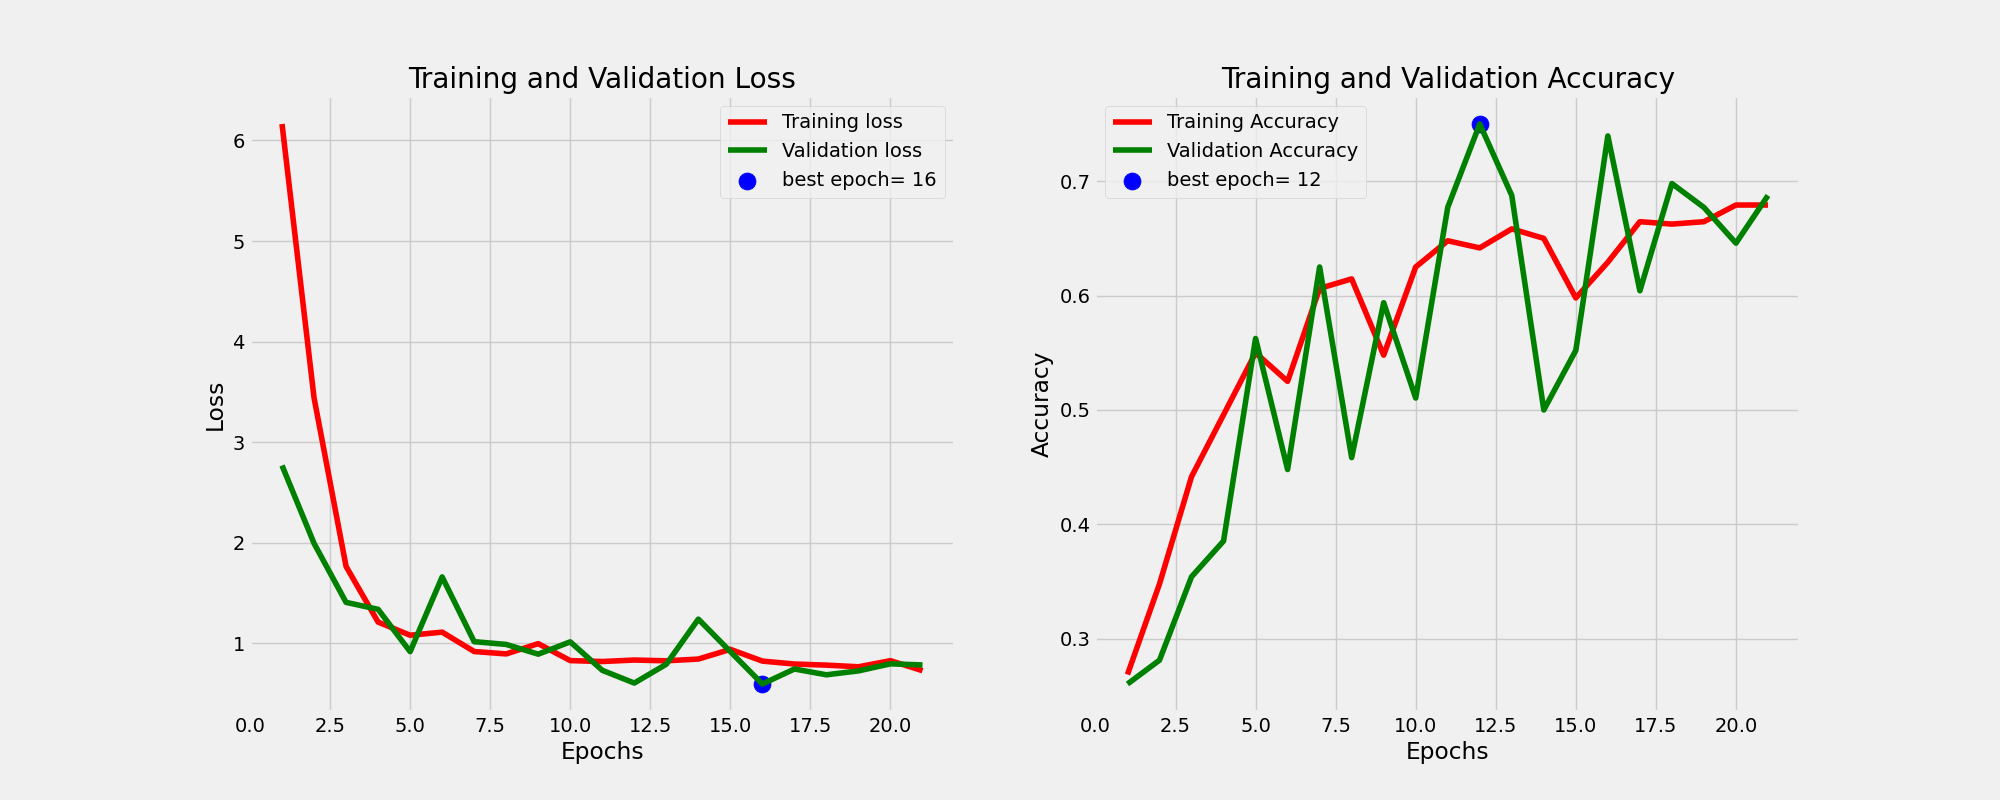 Training and Validation Loss
Training loss
Validation loss
best epoch= 16
6
5
4
3
2
1
Loss
0.0 2.5 5.0 7.5 10.0 12.5 15.0 17.5 20.0
Epochs
Training and Validation Accuracy
Training Accuracy
Validation Accuracy
best epoch= 12
0.7
0.6
0.5
0.4
0.3
Accuracy
0.0 2.5 5.0 7.5 10.0 12.5 15.0 17.5 20.0
Epochs